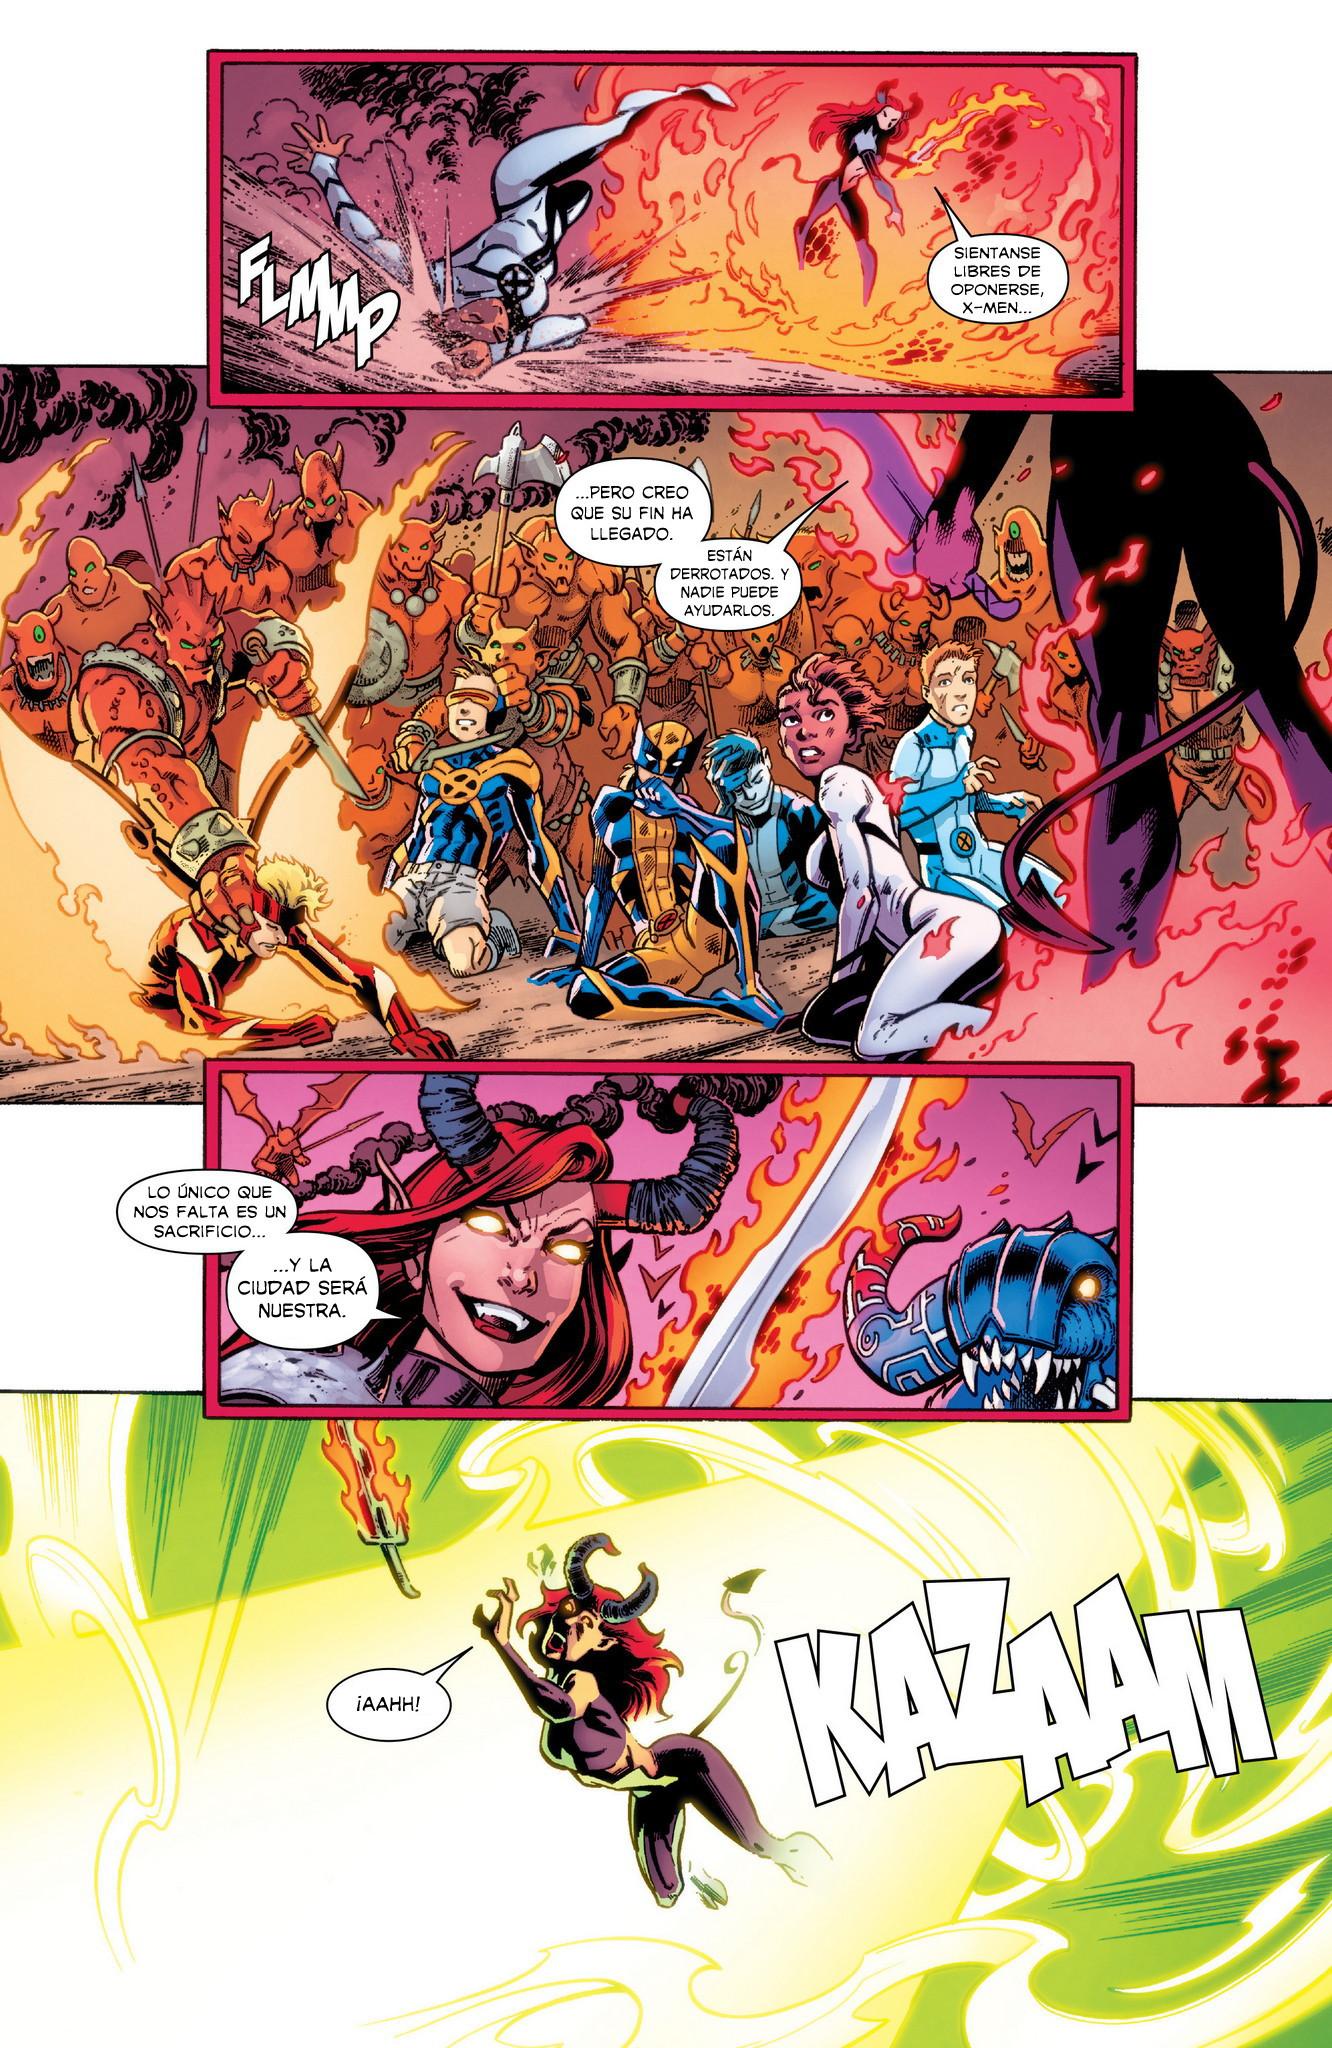 FLMMP
SIENTANSE
LIBRES DE
OPONERSE,
X-MEN...
...PERO CREO
QUE SU FIN HA
LLEGADO.
ESTÁN
DERROTADOS. Y
NADIE PUEDE
AYUDARLOS.
LO ÚNICO QUE
NOS FALTA ES UN
SACRIFICIO...
...Y LA
CIUDAD SERÁ
NUESTRA.
¡AAHH!
KAZAAAM